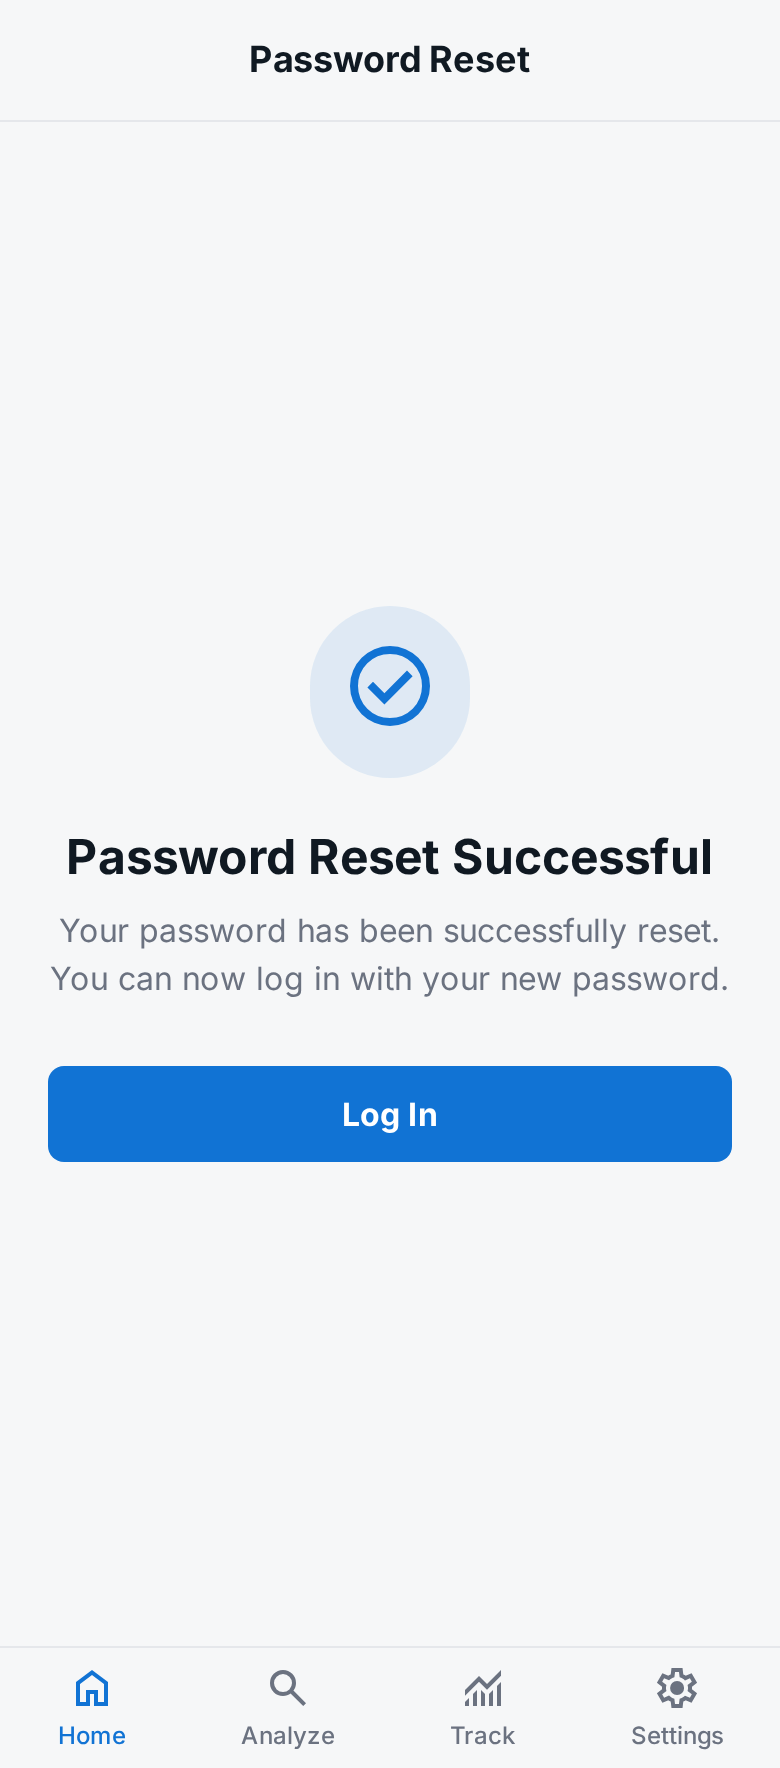 Password Reset
Password Reset Successful
Your password has been successfully reset.
You can now log in with your new password.
Log In
Home
Analyze
Track
Settings